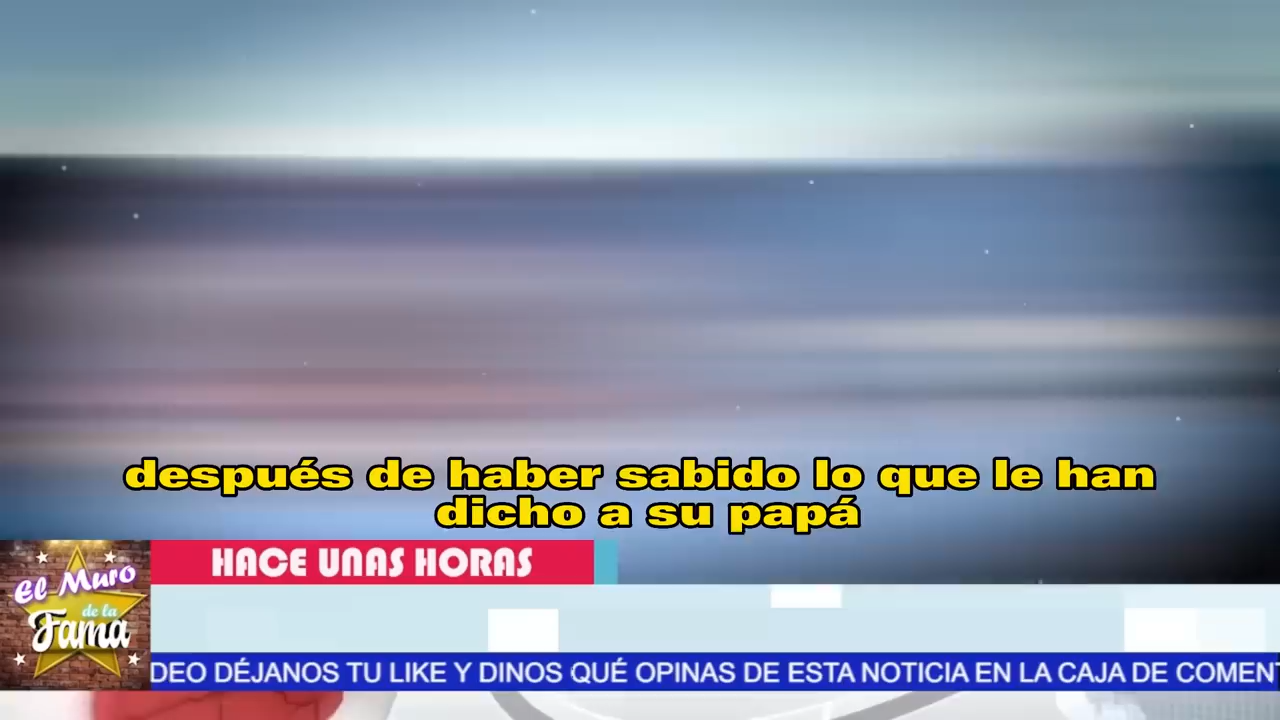 después de haber sabido lo que le han
dicho a su papá
HACE UNAS HORAS
El Muro
de la
Fama
DEO DÉJANOS TU LIKE Y DINOS QUÉ OPINAS DE ESTA NOTICIA EN LA CAJA DE COMENT